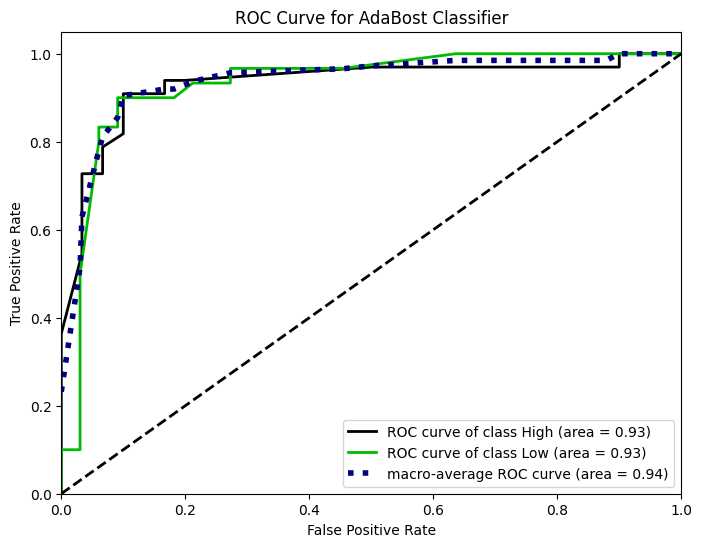 ROC Curve for AdaBost Classifier
True Positive Rate
1.0
0.8
0.6
0.4
0.2
0.0
ROC curve of class High (area = 0.93)
ROC curve of class Low (area = 0.93)
macro-average ROC curve (area = 0.94)
0.0 0.2 0.4 0.6 0.8 1.0
False Positive Rate